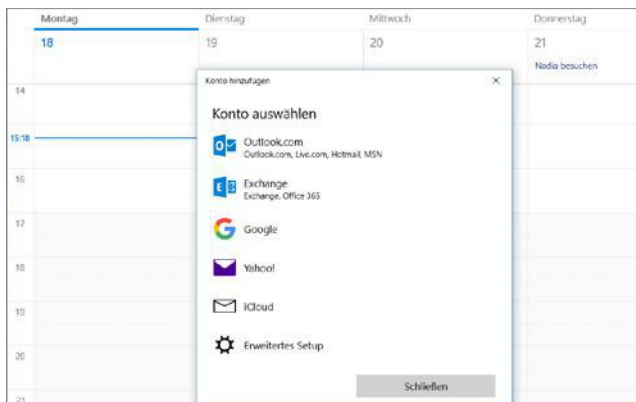 Montag Dienstag Mittwoch Donnerstag
18 19 20 21
Nadia besuchen
Konto hinzufügen
14
Konto auswählen
15:18
Outlook.com
Outlook.com, Live.com, Hotmail, MSN
16
Exchange
Exchange, Office 365
17
Google
18
Yahoo!
19
iCloud
20
Erweitertes Setup
Schließen
21